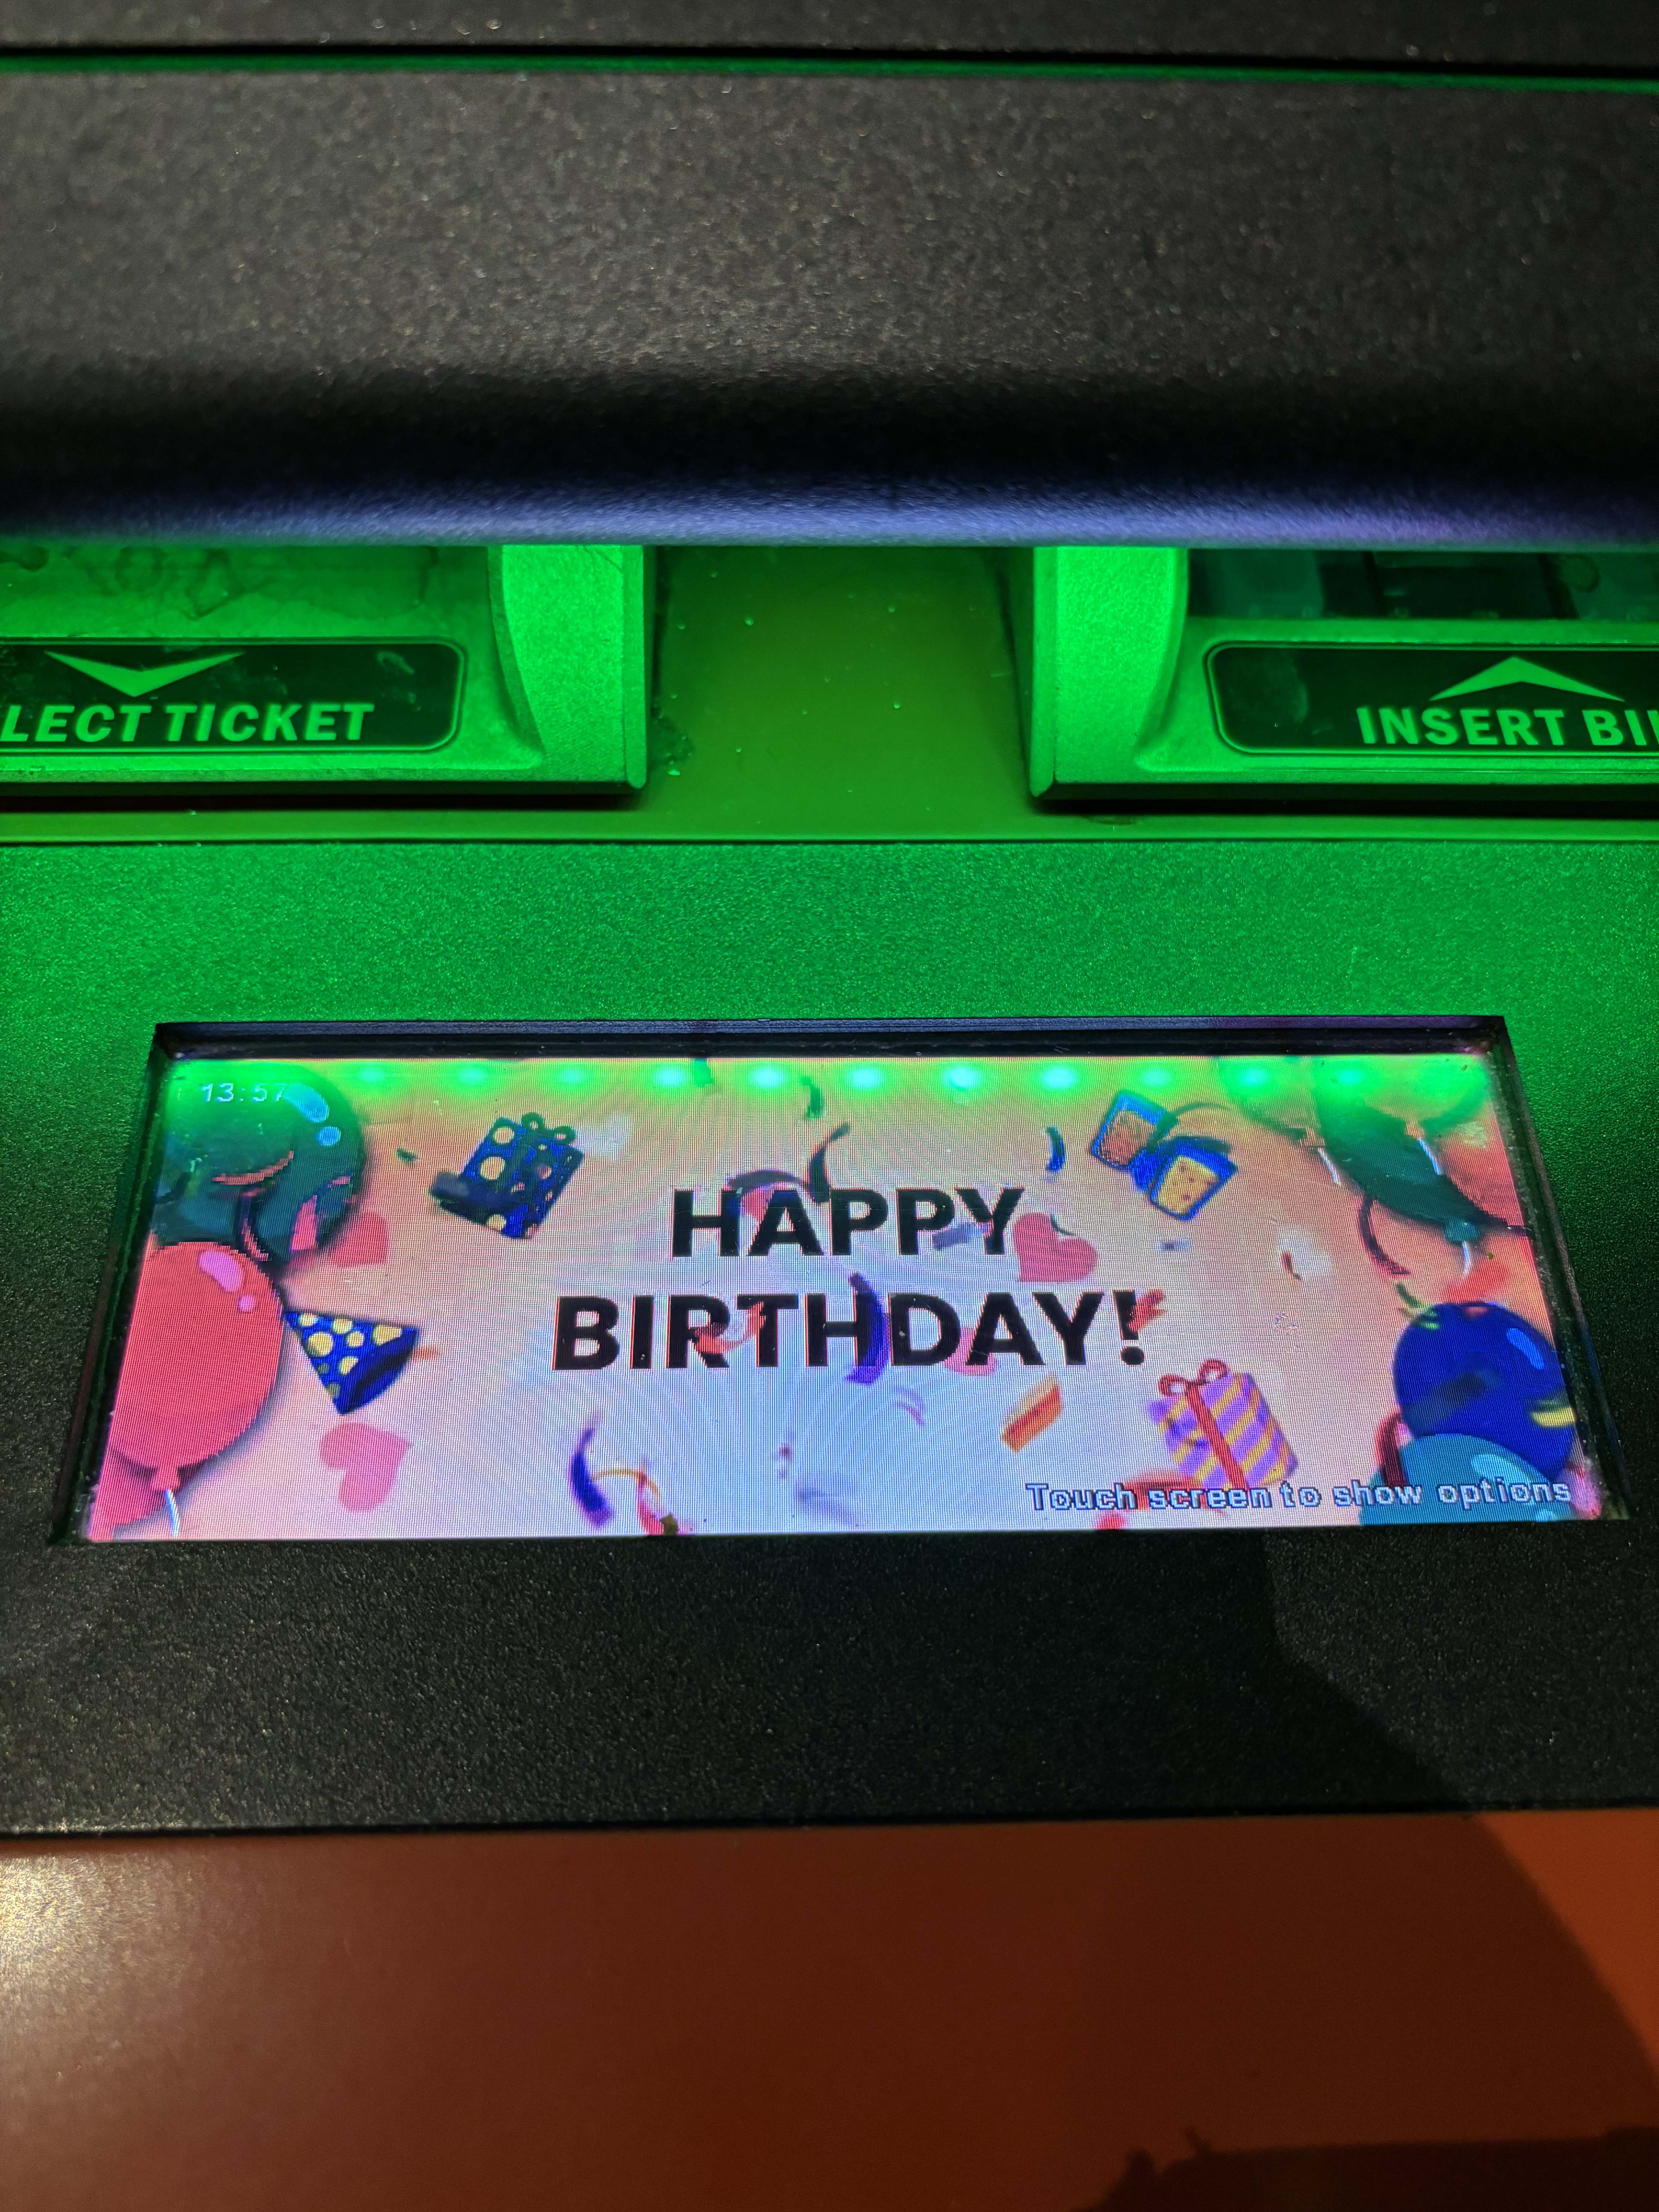 LECT TICKET
INSERT BI
13:57
HAPPY
BIRTHDAY!
Touch screen to show options